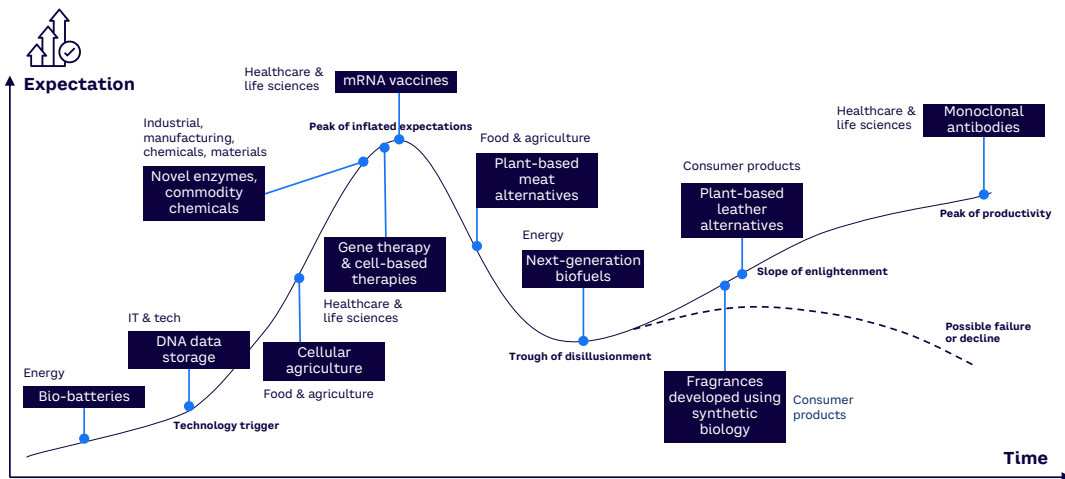 Expectation
Healthcare &
life sciences
mRNA vaccines
Peak of inflated expectations
Industrial,
manufacturing,
chemicals, materials
Novel enzymes,
commodity
chemicals
Gene therapy
& cell-based
therapies
Healthcare &
life sciences
IT & tech
DNA data
storage
Energy
Bio-batteries
Technology trigger
Cellular
agriculture
Food & agriculture
Food & agriculture
Plant-based
meat
alternatives
Energy
Next-generation
biofuels
Trough of disillusionment
Consumer products
Plant-based
leather
alternatives
Slope of enlightenment
Fragrances
developed using
synthetic
biology
Consumer
products
Healthcare &
life sciences
Monoclonal
antibodies
Peak of productivity
Possible failure
or decline
Time